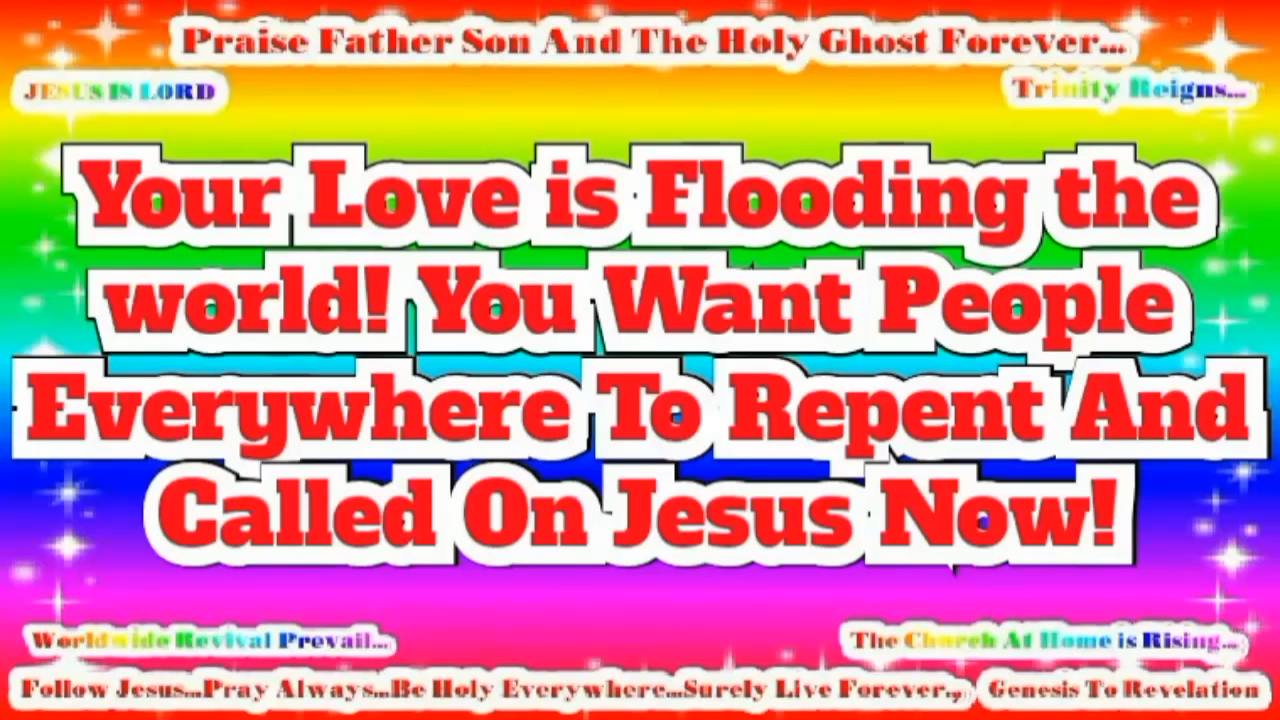 Praise Father Son And The Holy Ghost Forever...
JESUS IS LORD
Trinity Reigns...
Your Love is Flooding the
world! You Want People
Everywhere To Repent And
Called On Jesus Now!
Worldwide Revival Prevail...
The Church At Home is Rising...
Follow Jesus...Pray Always...Be Holy Everywhere...Surely Live Forever..,
Genesis To Revelation